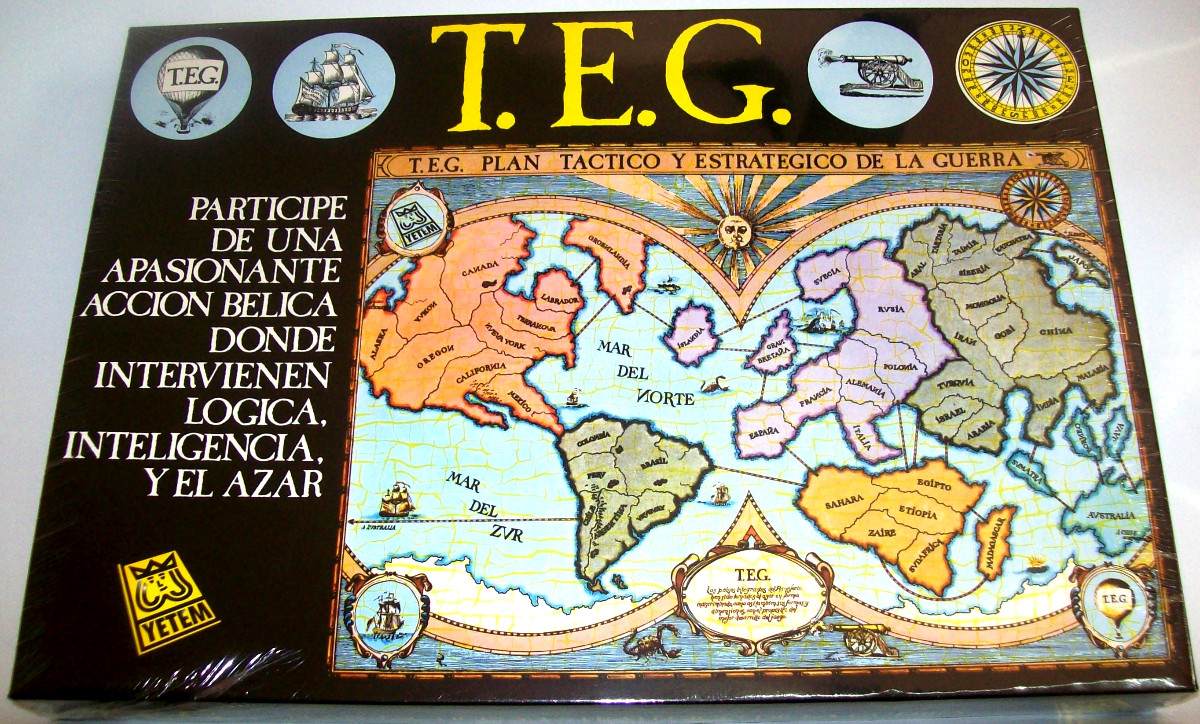 T.E.G.
T.E.G.
PARTICIPE
DE UNA
APASIONANTE
ACCION BELICA
DONDE
INTERVIENEN
LOGICA,
INTELIGENCIA,
Y EL AZAR
YETEM
T.E.G. PLAN TACTICO Y ESTRATEGICO DE LA GUERRA
YETEM
GROENLANDIA
CANADA
YUKON
LABRADOR
TERRANOVA
NUEVA YORK
ALASKA
OREGON
CALIFORNIA
MEXICO
ISLANDIA
GRAN
BRETAÑA
SUECIA
RUSIA
POLONIA
ALEMANIA
FRANCIA
ESPAÑA
ITALIA
TARTARIA
TAIMIR
KAMCHATKA
JAPON
ARAL
SIBERIA
MONGOLIA
IRAN
GOBI
CHINA
TURQUIA
MALASIA
ISRAEL
ARABIA
INDIA
MAR
DEL
NORTE
COLOMBIA
BRASIL
PERU
ARGENTINA
CHILE
URUGUAY
MAR
DEL
ZUR
A AUSTRALIA
SAHARA
EGIPTO
ETIOPIA
ZAIRE
SUDAFRICA
MADAGASCAR
SUMATRA
BORNEO
JAVA
AUSTRALIA
A CHILE
T.E.G.
T.E.G.